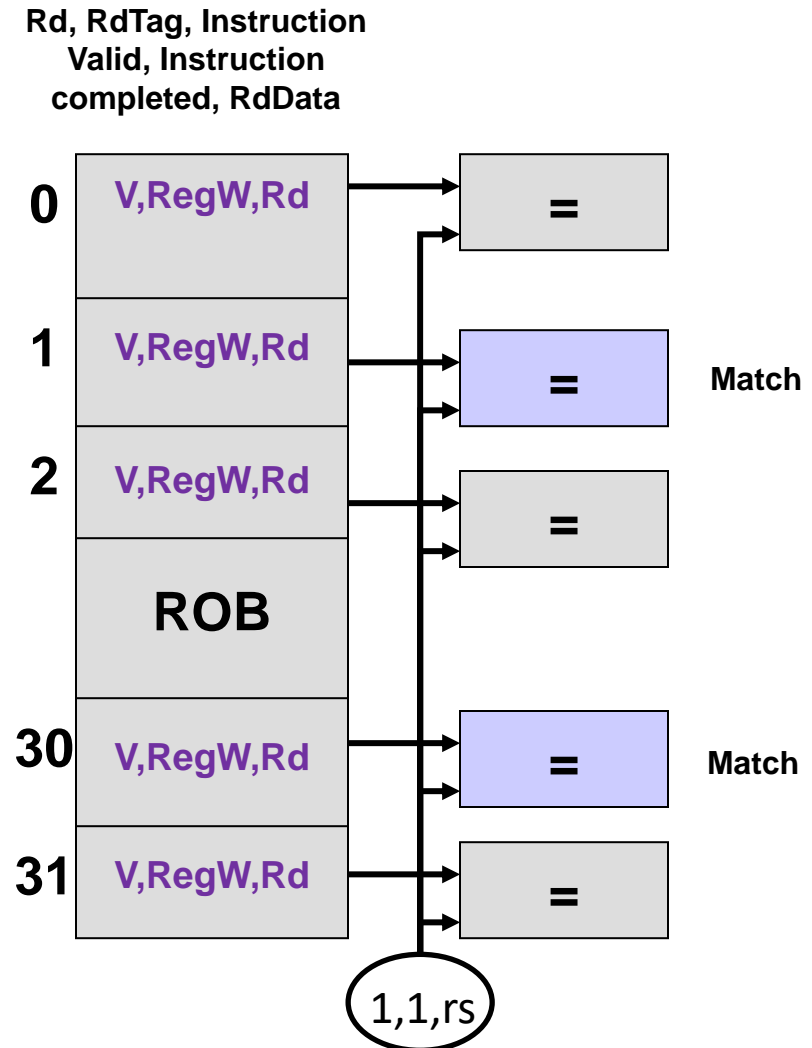 Rd, RdTag, Instruction
Valid, Instruction
completed, RdData
0
V,RegW,Rd
=
1
V,RegW,Rd
=
Match
2
V,RegW,Rd
=
ROB
30
V,RegW,Rd
=
Match
31
V,RegW,Rd
=
1,1,rs